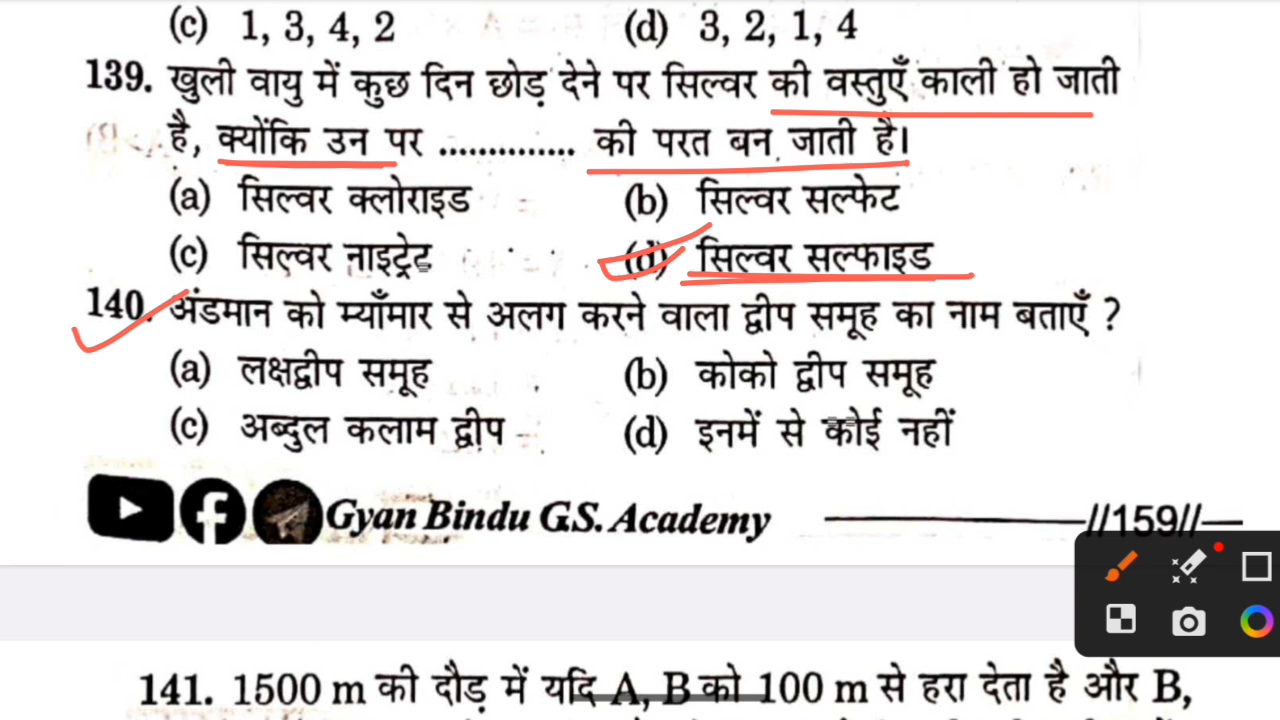 (c) 1, 3, 4, 2 (d) 3, 2, 1, 4
139. खुली वायु में कुछ दिन छोड़ देने पर सिल्वर की वस्तुएँ काली हो जाती
है, क्योंकि उन पर .............. की परत बन जाती है।
(a) सिल्वर क्लोराइड (b) सिल्वर सल्फेट
(c) सिल्वर नाइट्रेट (d) सिल्वर सल्फाइड
140. अंडमान को म्याँमार से अलग करने वाला द्वीप समूह का नाम बताएँ ?
(a) लक्षद्वीप समूह (b) कोको द्वीप समूह
(c) अब्दुल कलाम द्वीप (d) इनमें से कोई नहीं
Gyan Bindu G.S. Academy //159//
141. 1500 m की दौड़ में यदि A, B को 100 m से हरा देता है और B,